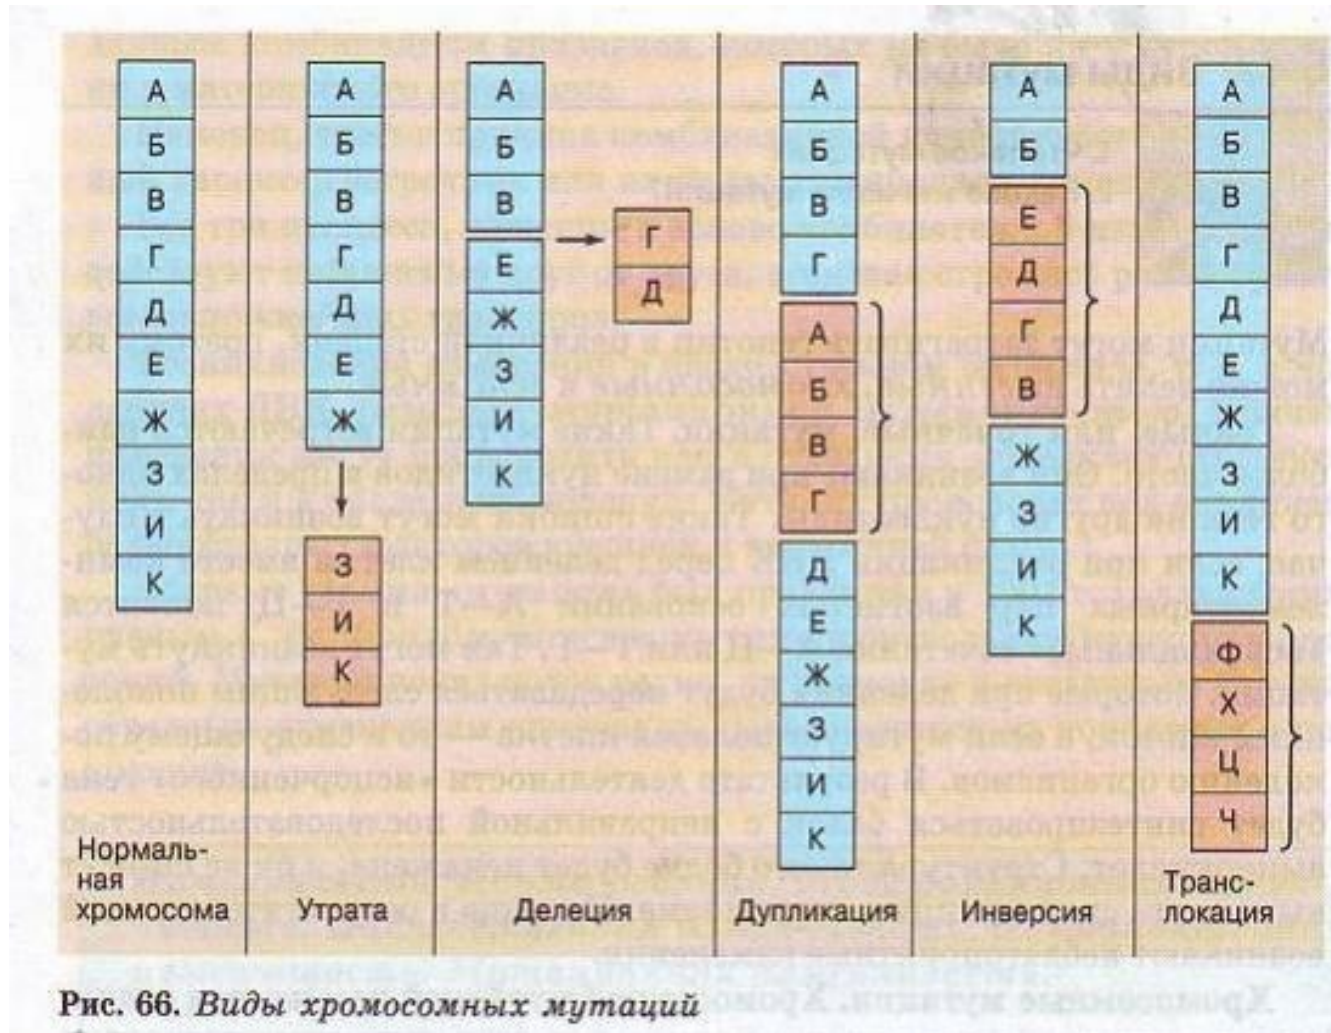 А
Б
В
Г
Д
Е
Ж
З
И
К
Нормаль-
ная
хромосома
А
Б
В
Г
Д
Е
Ж
З
И
К
Утрата
А
Б
В
Е
Ж
З
И
К
Г
Д
Делеция
А
Б
В
Г
А
Б
В
Г
Д
Е
Ж
З
И
К
Дупликация
А
Б
Е
Д
Г
В
Ж
З
И
К
Инверсия
А
Б
В
Г
Д
Е
Ж
З
И
К
Ф
Х
Ц
Ч
Транс-
локация
Рис. 66. Виды хромосомных мутаций